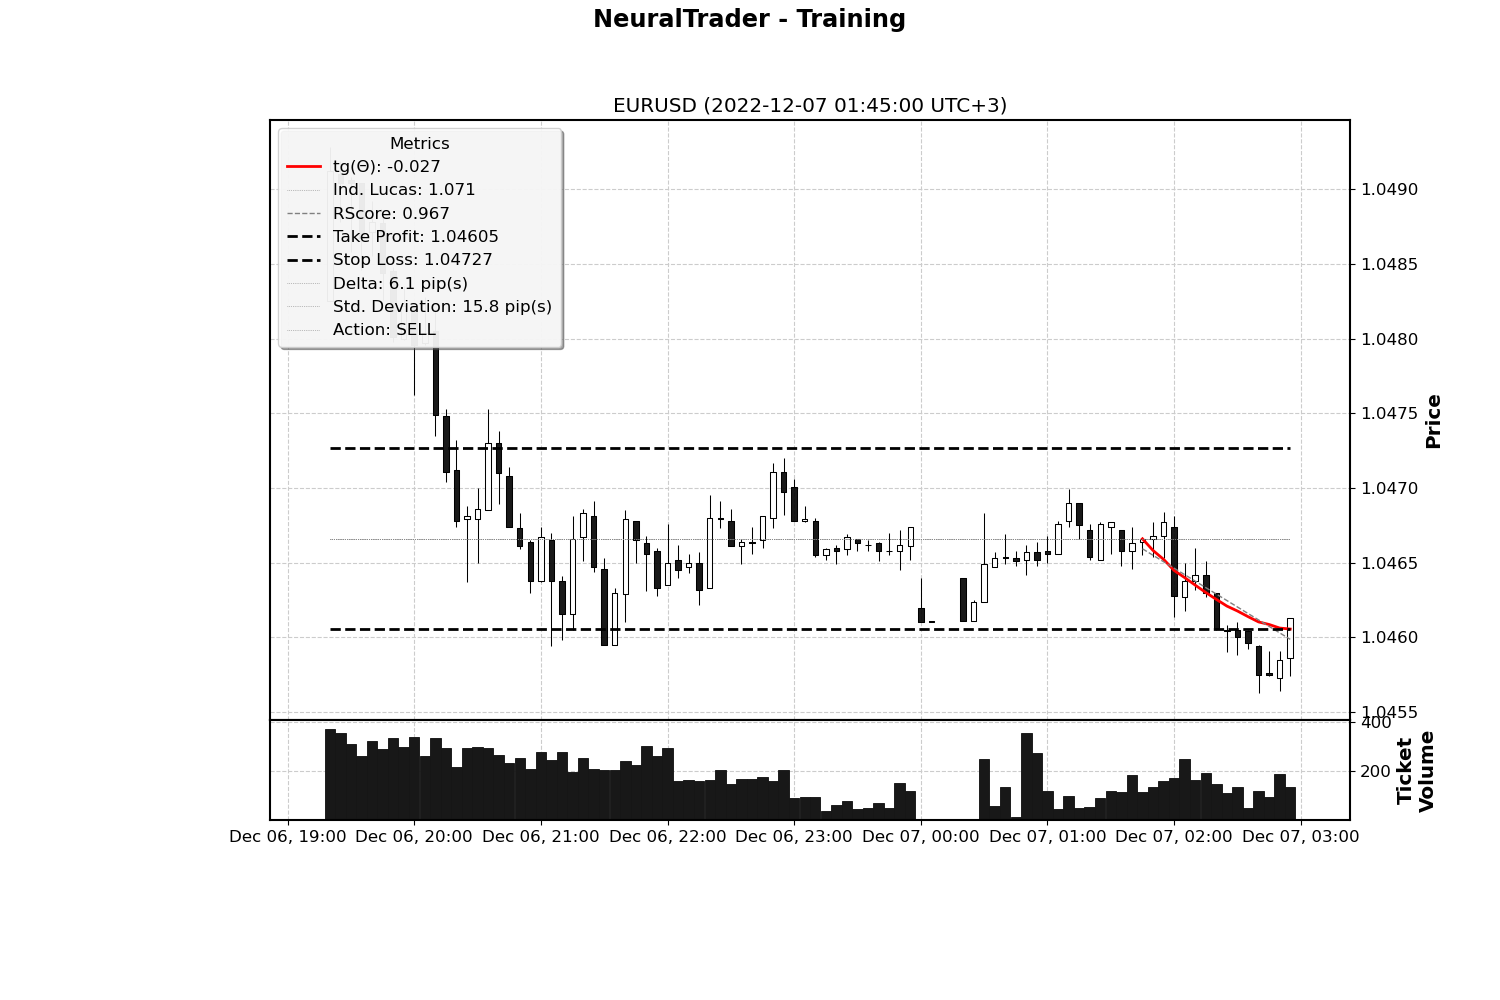 NeuralTrader - Training
EURUSD (2022-12-07 01:45:00 UTC+3)
Metrics
tg(Θ): -0.027
Ind. Lucas: 1.071
RScore: 0.967
Take Profit: 1.04605
Stop Loss: 1.04727
Delta: 6.1 pip(s)
Std. Deviation: 15.8 pip(s)
Action: SELL
1.0490
1.0485
1.0480
1.0475
1.0470
1.0465
1.0460
1.0455
Price
400
200
Ticket
Volume
Dec 06, 19:00 Dec 06, 20:00 Dec 06, 21:00 Dec 06, 22:00 Dec 06, 23:00 Dec 07, 00:00 Dec 07, 01:00 Dec 07, 02:00 Dec 07, 03:00